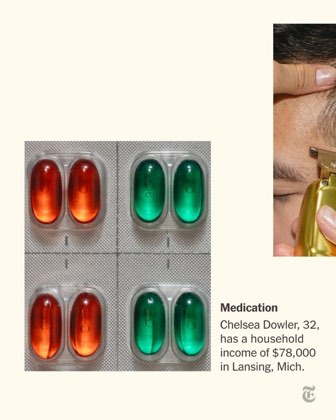 Medication
Chelsea Dowler, 32,
has a household
income of $78,000
in Lansing, Mich.
T